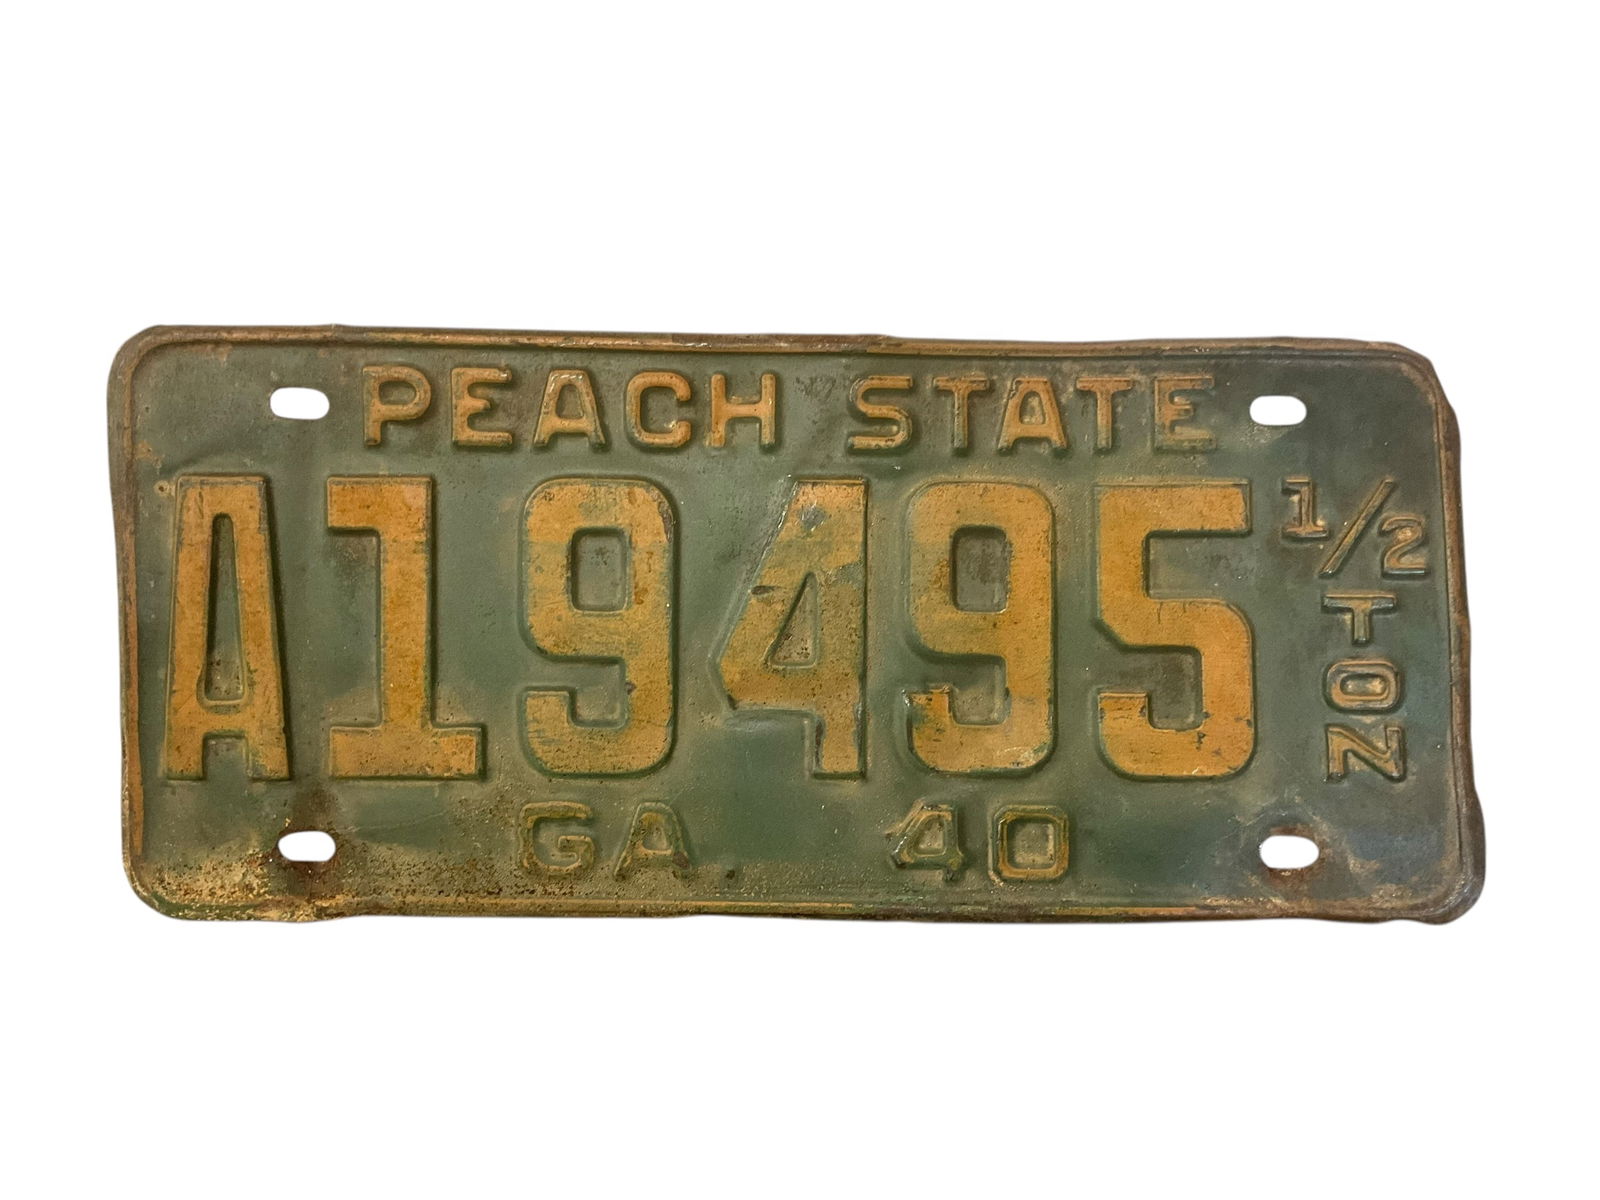 PEACH STATE
A19495
1/2
TON
GA 40